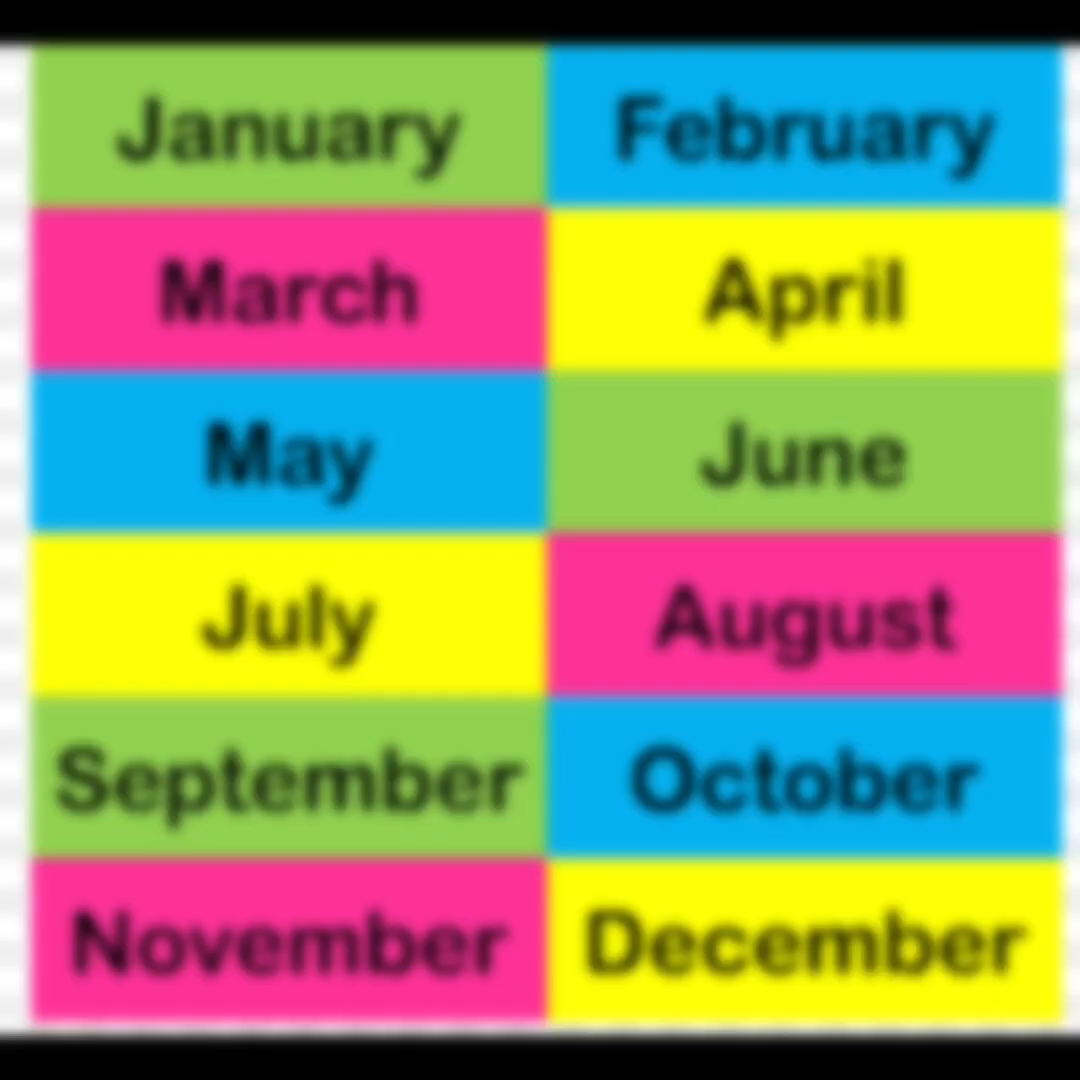 January February
March April
May June
July August
September October
November December